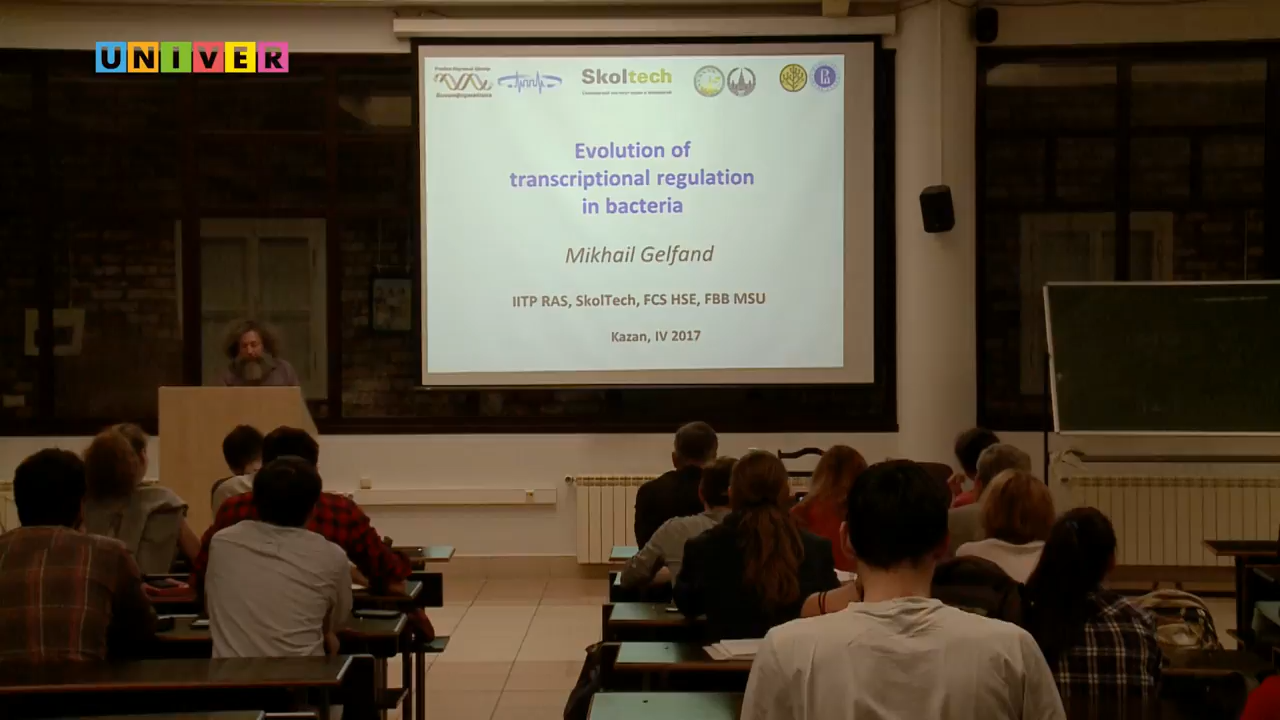 UNiVER
Skoltech
Evolution of
transcriptional regulation
in bacteria
Mikhail Gelfand
IITP RAS, SkolTech, FCS HSE, FBB MSU
Kazan, IV 2017